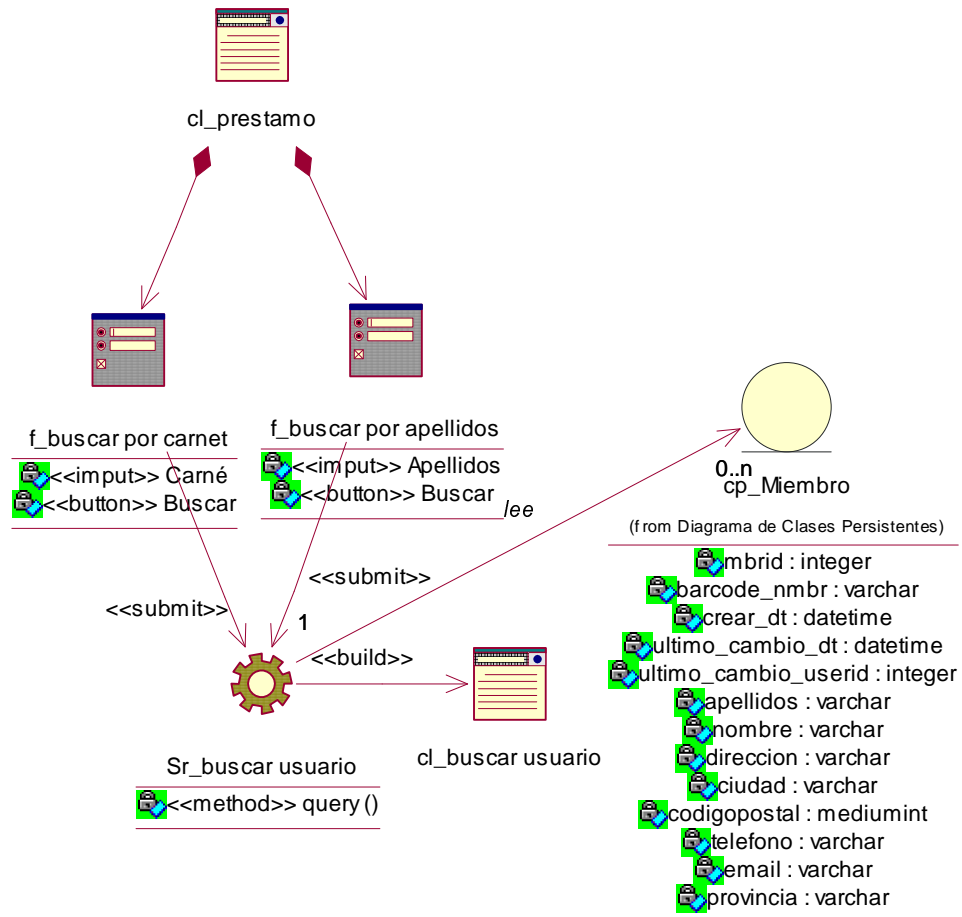 cl_prestamo
f_buscar por carnet
<<imput>> Carné
<<button>> Buscar
f_buscar por apellidos
<<imput>> Apellidos
<<button>> Buscar
lee
0..n
cp_Miembro
(from Diagrama de Clases Persistentes)
mbrid : integer
barcode_nmbr : varchar
crear_dt : datetime
ultimo_cambio_dt : datetime
ultimo_cambio_userid : integer
apellidos : varchar
nombre : varchar
direccion : varchar
ciudad : varchar
codigopostal : mediumint
telefono : varchar
email : varchar
provincia : varchar
<<submit>>
<<submit>>
1
<<build>>
cl_buscar usuario
Sr_buscar usuario
<<method>> query ()